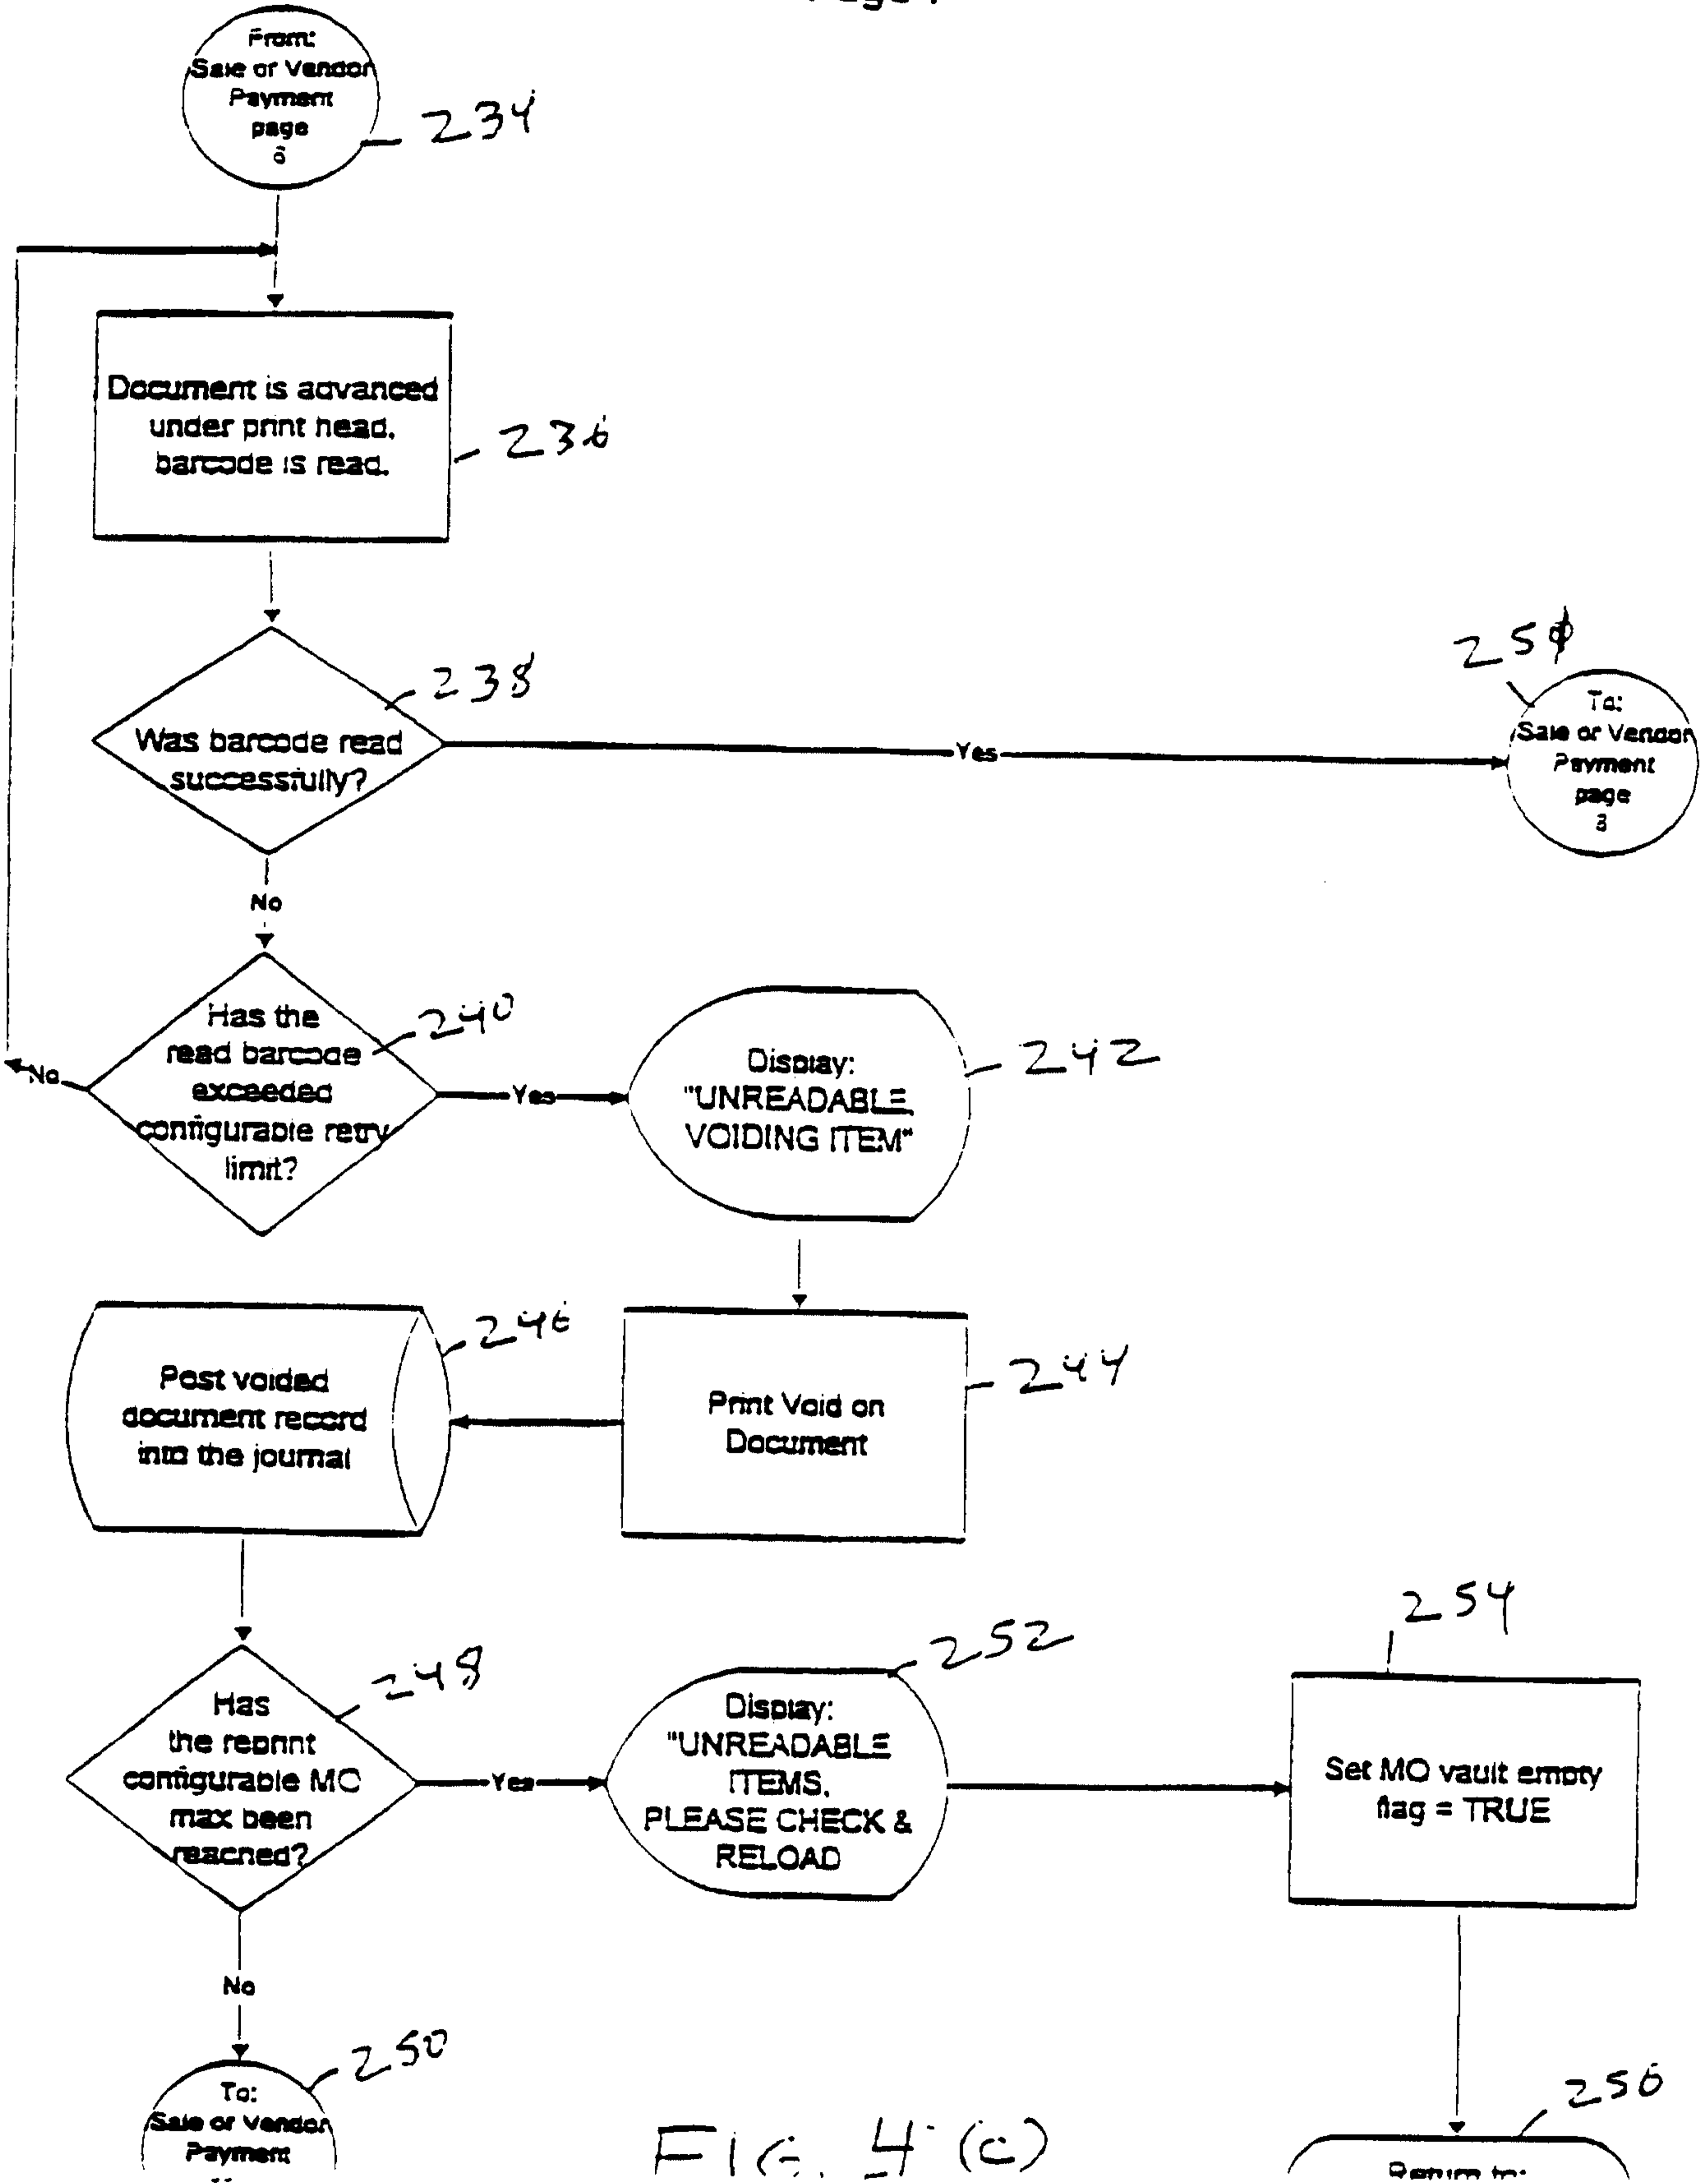 From:
Sale or Vendor
Payment
page
6
234
Document is advanced
under print head,
barcode is read.
236
Was barcode read
successfully?
238
Yes
To:
Sale or Vendor
Payment
page
No
Has the
read barcode
exceeded
configurable retry
limit?
240
No
Yes
Display:
"UNREADABLE,
VOIDING ITEM"
242
Print Void on
Document
244
Post voided
document record
into the journal
246
Has
the reprint
configurable MO
max been
reached?
248
Yes
Display:
"UNREADABLE
ITEMS,
PLEASE CHECK &
RELOAD
252
Set MO vault empty
flag = TRUE
254
No
To:
Sale or Vendor
Payment
250
256
Return to:
FIG. 4 (c)